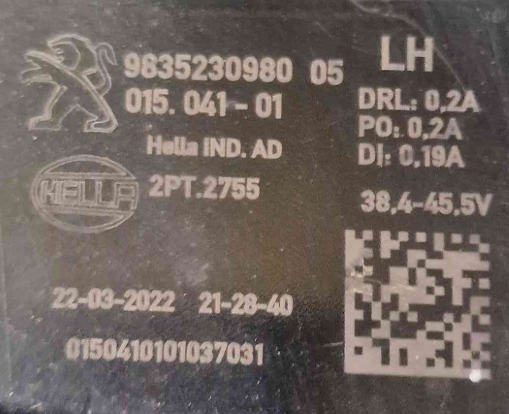 9835230980 05 LH
015.041-01
DRL: 0,2A
PO: 0,2A
DI: 0,19A
Hella IND. AD
HELLA 2PT.2755
38,4-45,5V
22-03-2022 21-28-40
0150410101037031